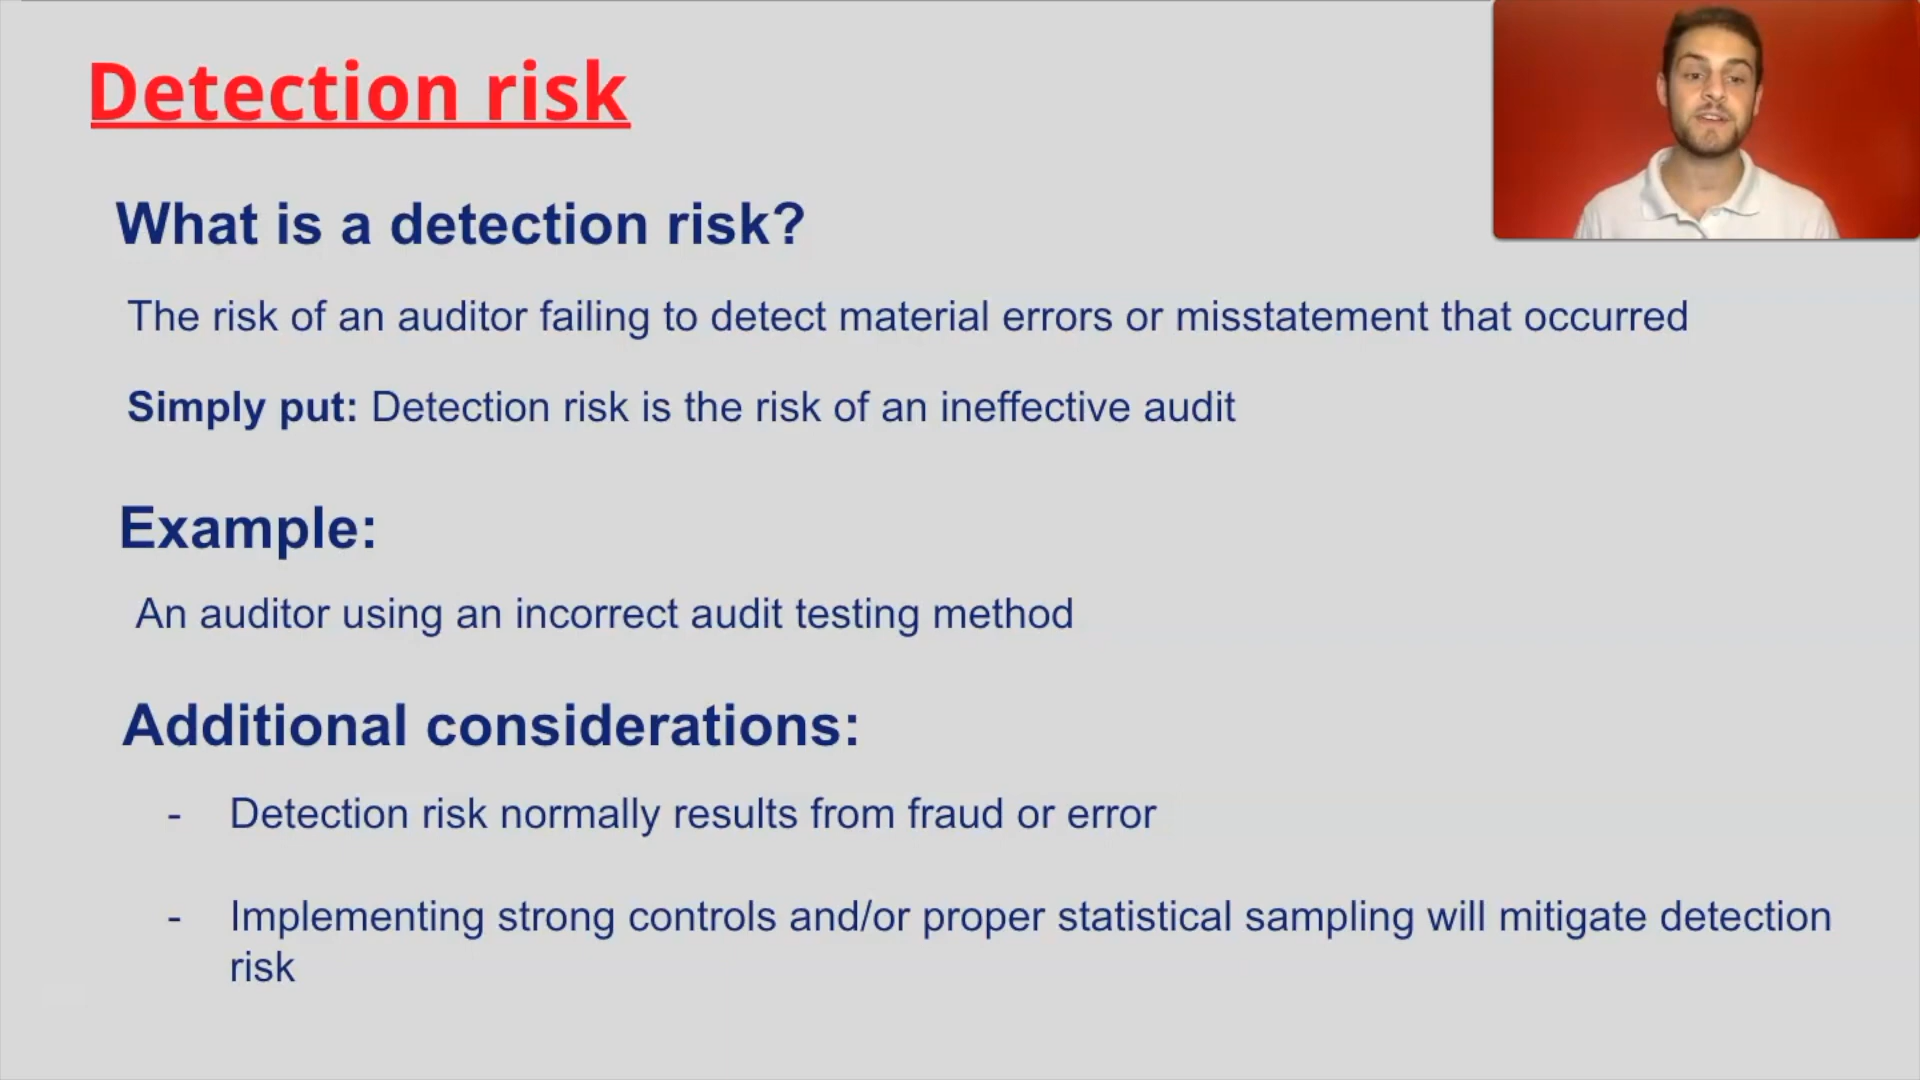 Detection risk
What is a detection risk?
The risk of an auditor failing to detect material errors or misstatement that occurred
Simply put: Detection risk is the risk of an ineffective audit
Example:
An auditor using an incorrect audit testing method
Additional considerations:
- Detection risk normally results from fraud or error
- Implementing strong controls and/or proper statistical sampling will mitigate detection
risk